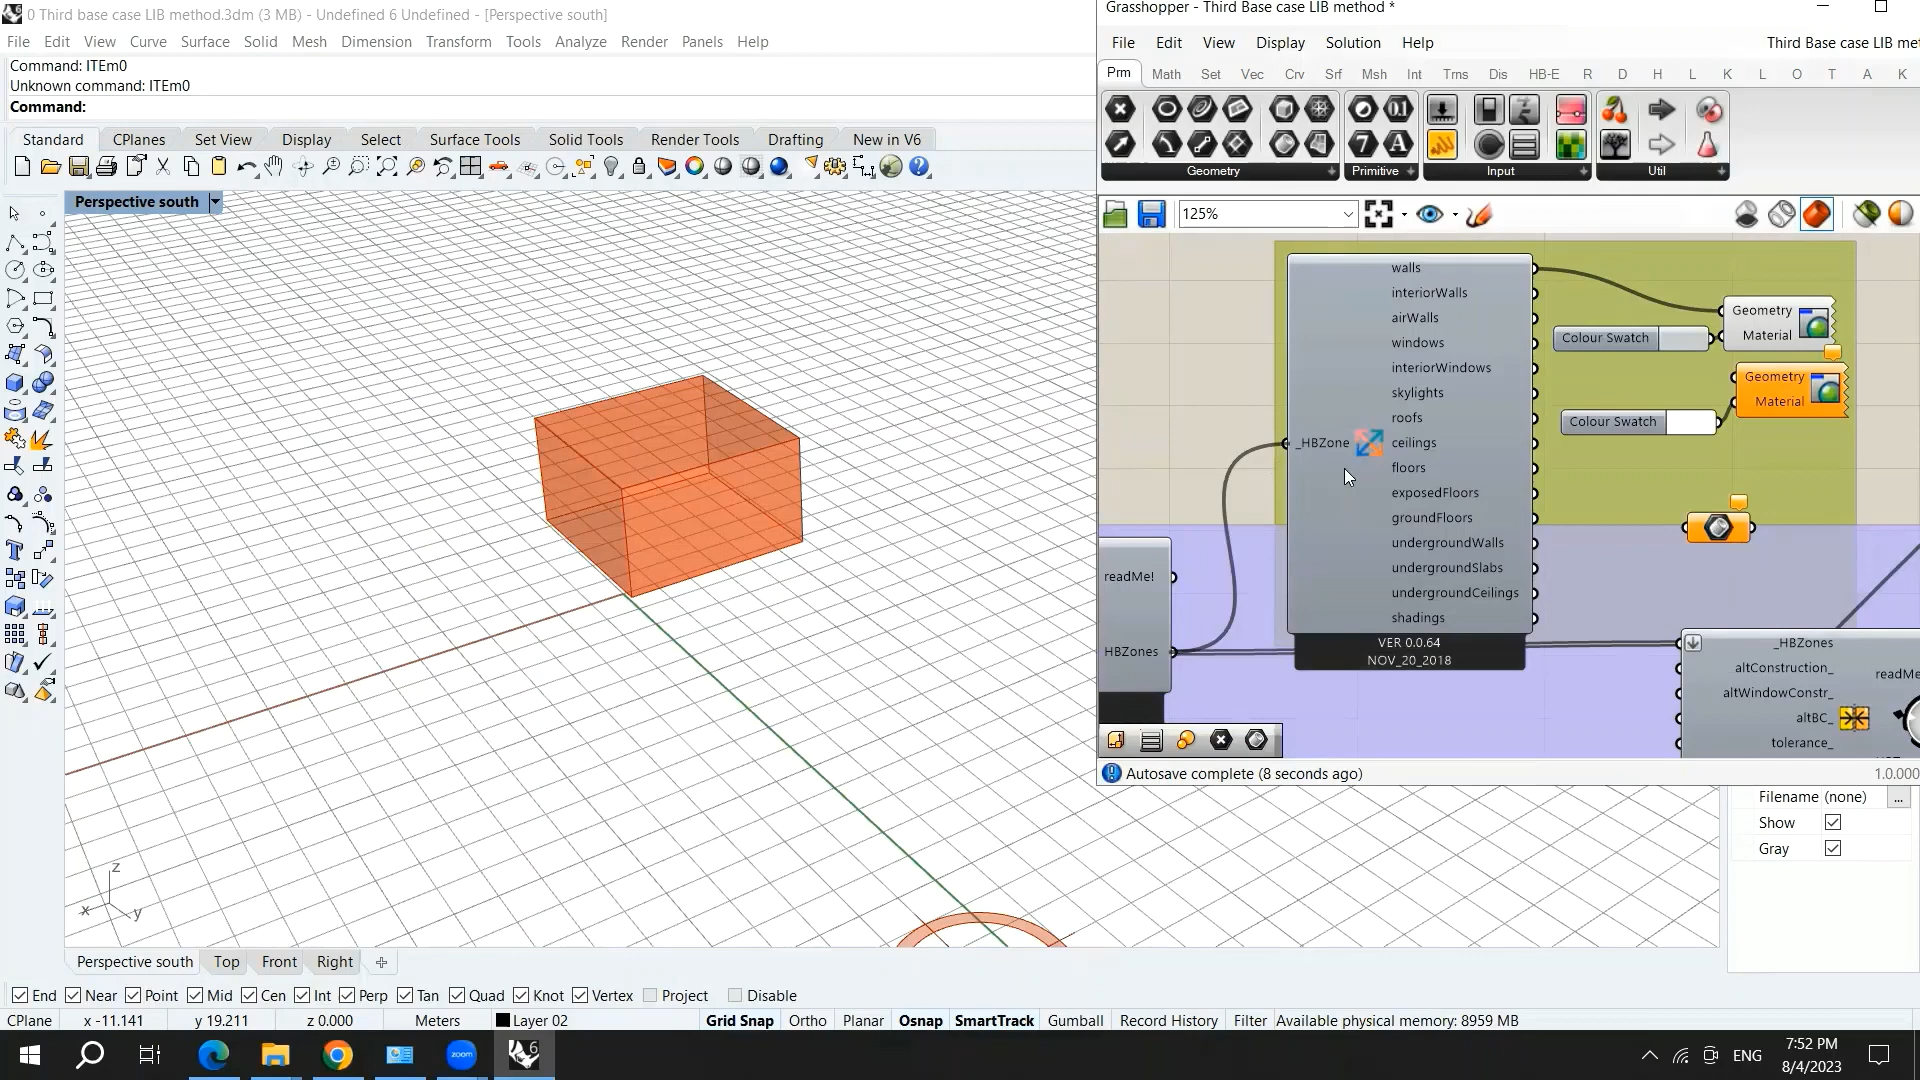 0 Third base case LIB method.3dm (3 MB) - Undefined 6 Undefined - [Perspective south]
File Edit View Curve Surface Solid Mesh Dimension Transform Tools Analyze Render Panels Help
Command: ITEm0
Unknown command: ITEm0
Command:
Standard CPlanes Set View Display Select Surface Tools Solid Tools Render Tools Drafting New in V6
Perspective south
z
x
y
Perspective south Top Front Right
End Near Point Mid Cen Int Perp Tan Quad Knot Vertex Project Disable
CPlane x -11.141 y 19.211 z 0.000 Meters Layer 02 Grid Snap Ortho Planar Osnap SmartTrack Gumball Record History Filter Available physical memory: 8959 MB
Grasshopper - Third Base case LIB method *
File Edit View Display Solution Help Third Base case LIB met
Prm Math Set Vec Crv Srf Msh Int Trns Dis HB-E R D H L K L O T A K
Geometry Primitive Input Util
125%
walls
interiorWalls
airWalls
windows
interiorWindows
skylights
roofs
_HBZone ceilings
floors
exposedFloors
groundFloors
undergroundWalls
undergroundSlabs
undergroundCeilings
shadings
VER 0.0.64
NOV_20_2018
Geometry
Material
Colour Swatch
Geometry
Material
Colour Swatch
readMe!
HBZones
_HBZones
altConstruction_
altWindowConstr_
altBC_
tolerance_
readMe
Autosave complete (8 seconds ago) 1.0.000
Filename (none) ...
Show
Gray
zoom
6
ENG
7:52 PM
8/4/2023